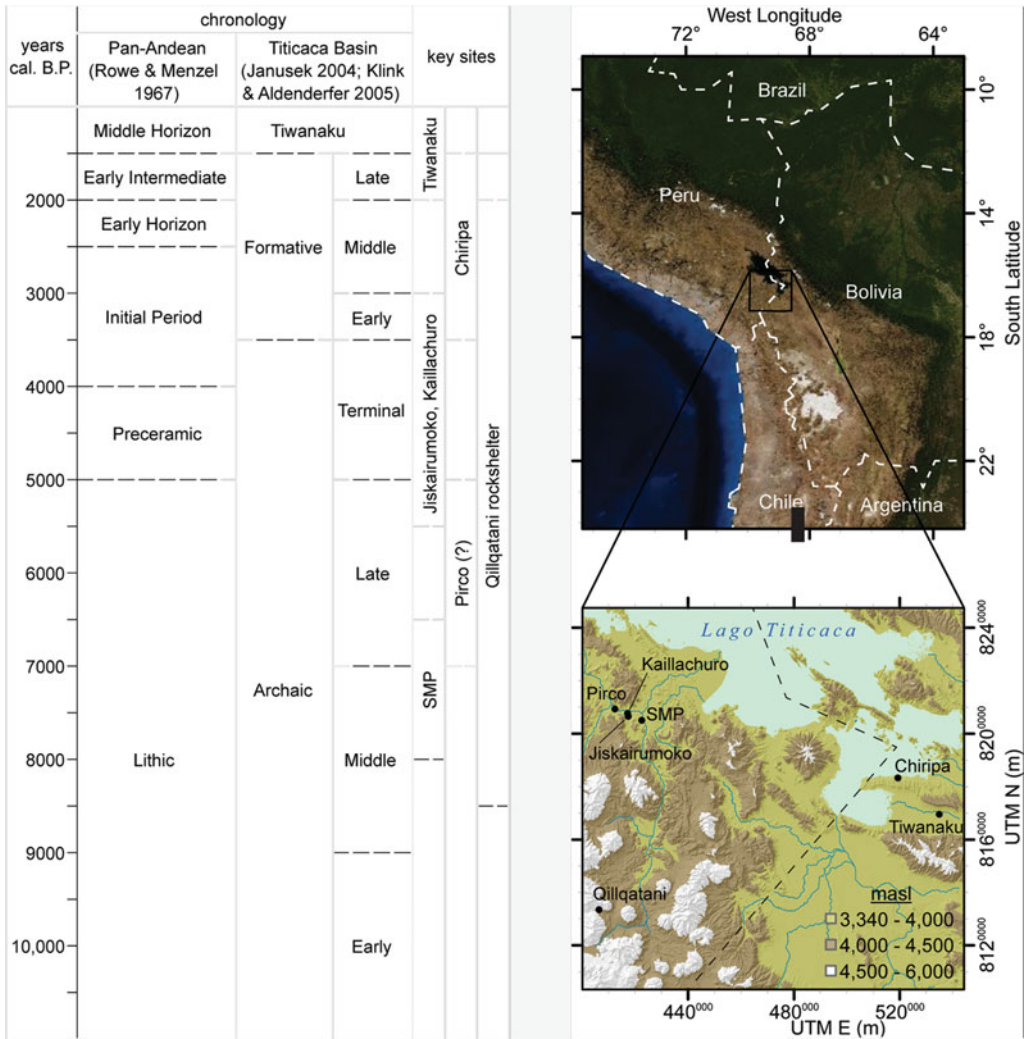 chronology
years
cal. B.P.
Pan-Andean
(Rowe & Menzel
1967)
Titicaca Basin
(Janusek 2004; Klink
& Aldenderfer 2005)
key sites
Middle Horizon
Tiwanaku
Early Intermediate
Late
2000
Early Horizon
Formative
Middle
3000
Initial Period
Early
4000
Terminal
Preceramic
5000
6000
Late
7000
Archaic
Lithic
8000
Middle
9000
10,000
Early
Tiwanaku
Chiripa
Jiskairumoko, Kaillachuro
Qillqatani rockshelter
Pirco (?)
SMP
West Longitude
72°
68°
64°
Brazil
10°
Peru
14°
Bolivia
18°
22°
Chile
Argentina
South Latitude
Lago Titicaca
Kaillachuro
Pirco
SMP
Jiskairumoko
Chiripa
Tiwanaku
Qillqatani
masl
3,340 - 4,000
4,000 - 4,500
4,500 - 6,000
8240000
8200000
8160000
8120000
UTM N (m)
440000
480000
520000
UTM E (m)